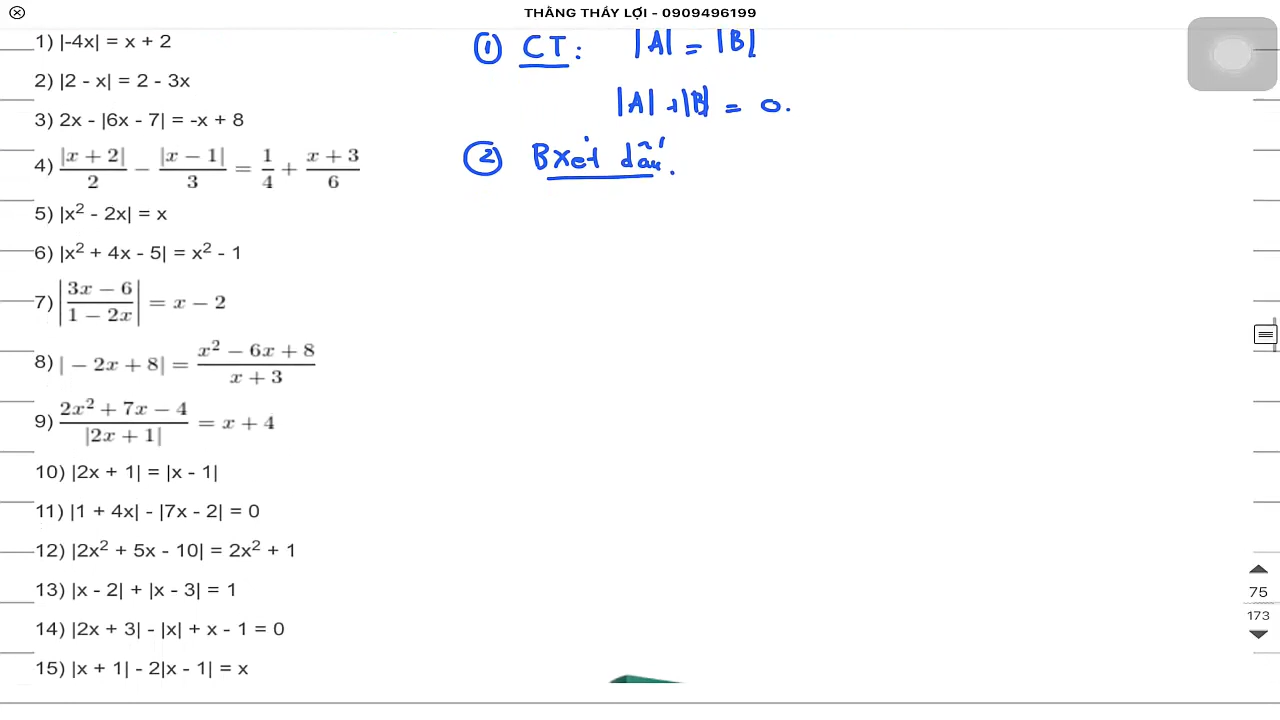 THẦNG THẦY LỢI - 0909496199
1) |-4x| = x + 2
2) |2 - x| = 2 - 3x
3) 2x - |6x - 7| = -x + 8
4) |x + 2|/2 − |x − 1|/3 = 1/4 + (x + 3)/6
5) |x² - 2x| = x
6) |x² + 4x - 5| = x² - 1
7) |(3x − 6)/(1 − 2x)| = x − 2
8) | − 2x + 8| = (x² − 6x + 8)/(x + 3)
9) (2x² + 7x − 4)/|2x + 1| = x + 4
10) |2x + 1| = |x - 1|
11) |1 + 4x| - |7x - 2| = 0
12) |2x² + 5x - 10| = 2x² + 1
13) |x - 2| + |x - 3| = 1
14) |2x + 3| - |x| + x - 1 = 0
15) |x + 1| - 2|x - 1| = x
① CT: |A| = |B|
|A| + |B| = 0.
② Bxét dấu.
75
173